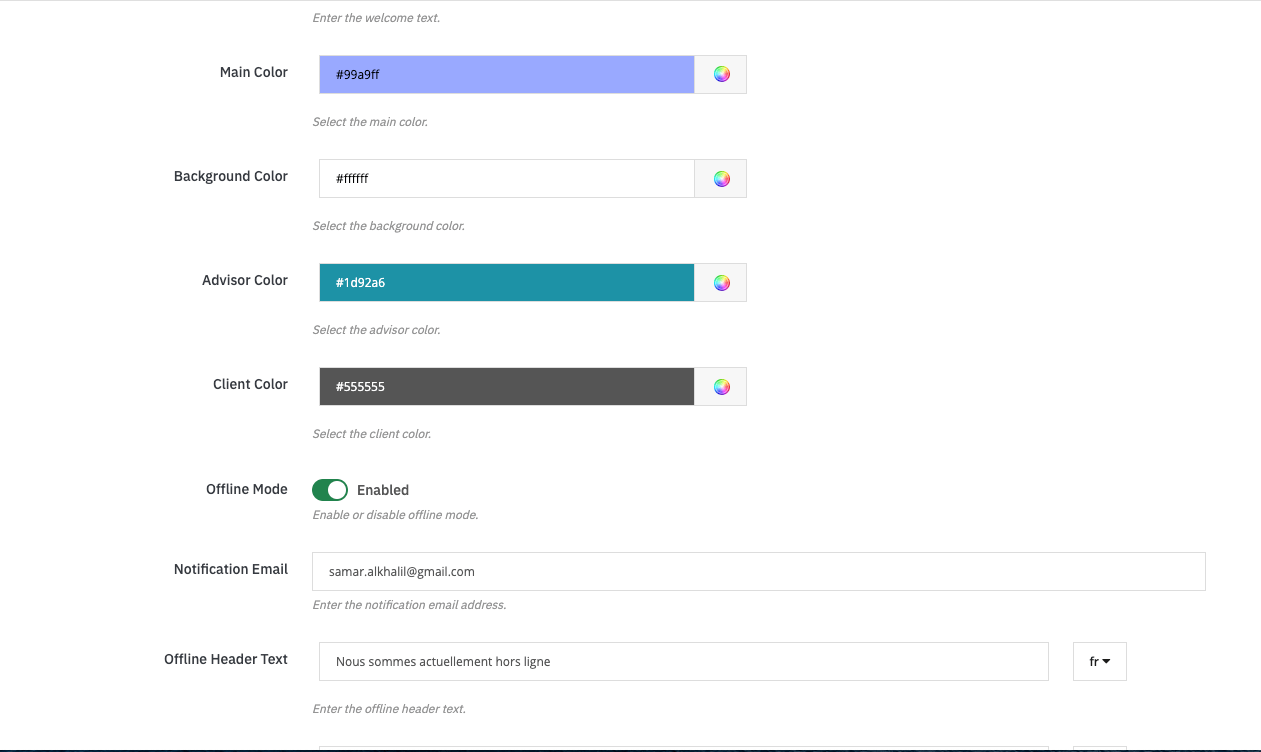 Enter the welcome text.
Main Color
#99a9ff
Select the main color.
Background Color
#ffffff
Select the background color.
Advisor Color
#1d92a6
Select the advisor color.
Client Color
#555555
Select the client color.
Offline Mode
Enabled
Enable or disable offline mode.
Notification Email
samar.alkhalil@gmail.com
Enter the notification email address.
Offline Header Text
Nous sommes actuellement hors ligne
fr
Enter the offline header text.